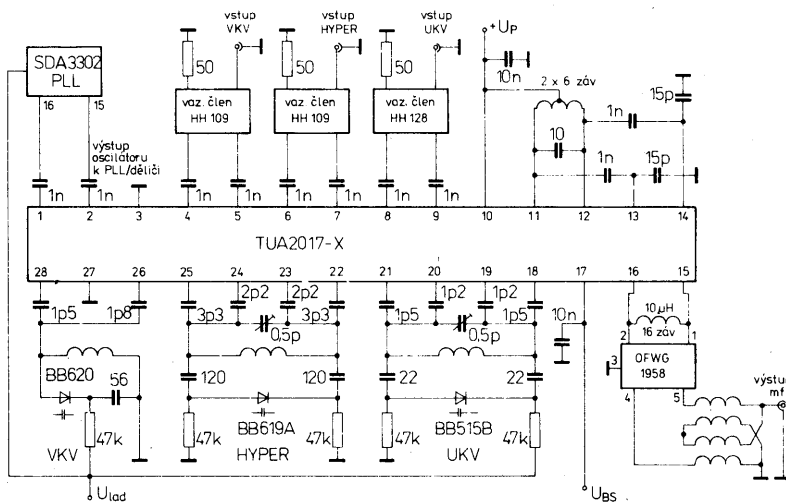 vstup
VKV
vstup
HYPER
vstup
UKV
+U_P
SDA3302
PLL
16 15
50
50
50
10n
2 x 6 záv
15p
vaz. člen
HH 109
vaz. člen
HH 109
vaz. člen
HH 128
1n
10
výstup
oscilátoru
k PLL/děliči
1n
15p
1n 1n 1n 1n 1n 1n 1n 1n
1 2 3 4 5 6 7 8 9 10 11 12 13 14
TUA2017-X
28 27 26 25 24 23 22 21 20 19 18 17 16 15
1p5 1p8 3p3 2p2 2p2 3p3 1p5 1p2 1p2 1p5
0,5p
0,5p
10n
10µH
16 záv
2 1
OFWG
1958
3
4 5
výstup
mf
BB620
56
120 120
22 22
47k
VKV
47k
BB619A
HYPER
47k
47k
BB515B
UKV
47k
U_lad
U_BS